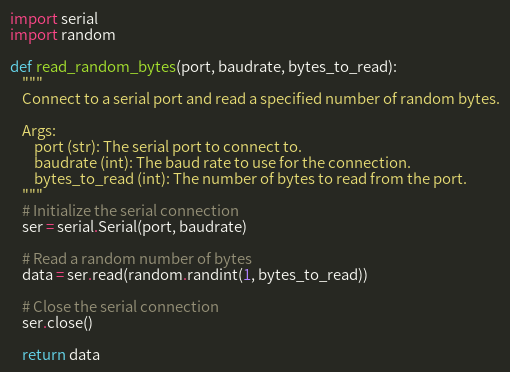 import serial
import random

def read_random_bytes(port, baudrate, bytes_to_read):
    """
    Connect to a serial port and read a specified number of random bytes.

    Args:
        port (str): The serial port to connect to.
        baudrate (int): The baud rate to use for the connection.
        bytes_to_read (int): The number of bytes to read from the port.
    """
    # Initialize the serial connection
    ser = serial.Serial(port, baudrate)

    # Read a random number of bytes
    data = ser.read(random.randint(1, bytes_to_read))

    # Close the serial connection
    ser.close()

    return data